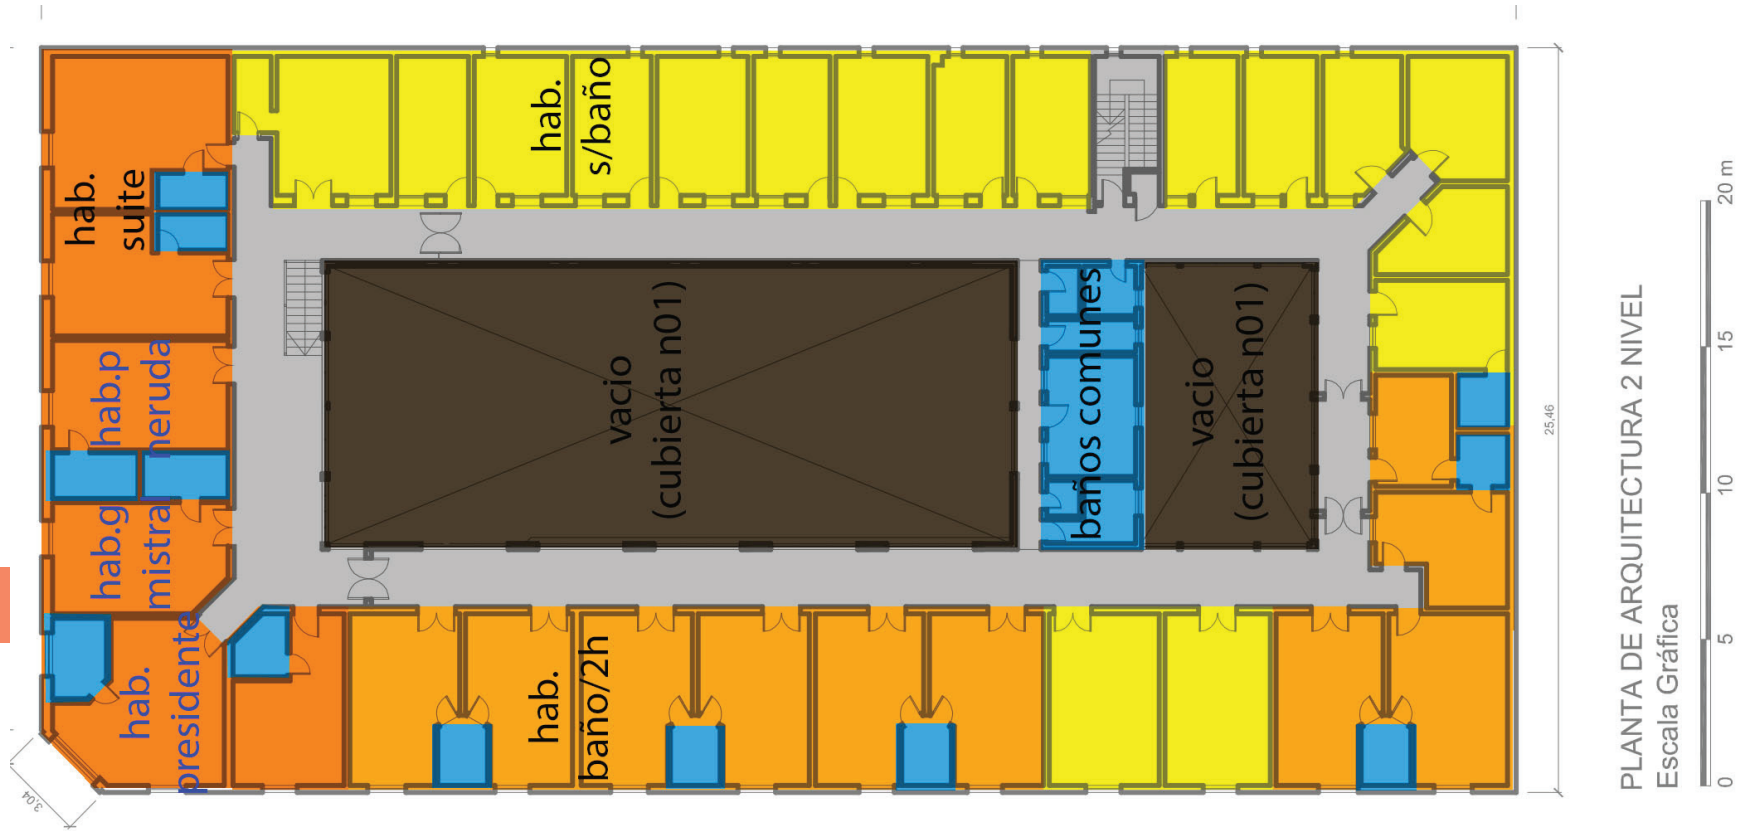 hab.
suite
hab.p
neruda
hab.g
mistral
hab.
presidente
hab.
s/baño
hab.
baño/2h
vacio
(cubierta n01)
baños comunes
vacio
(cubierta n01)
3,04
25,46
PLANTA DE ARQUITECTURA 2 NIVEL
Escala Gráfica
0
5
10
15
20 m